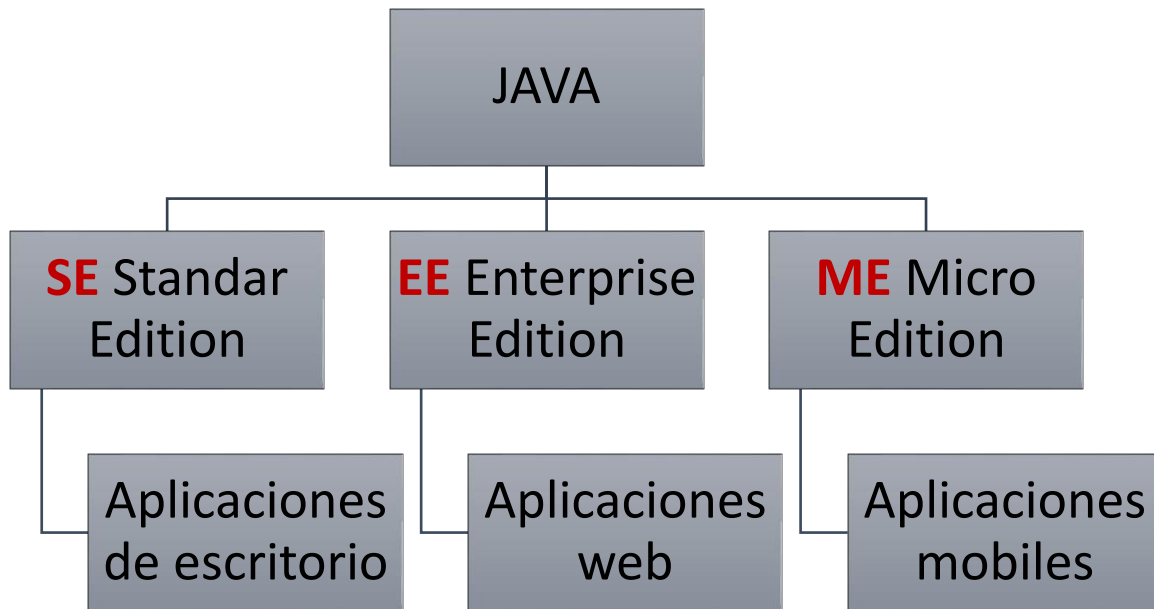 JAVA
SE Standar
Edition
EE Enterprise
Edition
ME Micro
Edition
Aplicaciones
de escritorio
Aplicaciones
web
Aplicaciones
mobiles